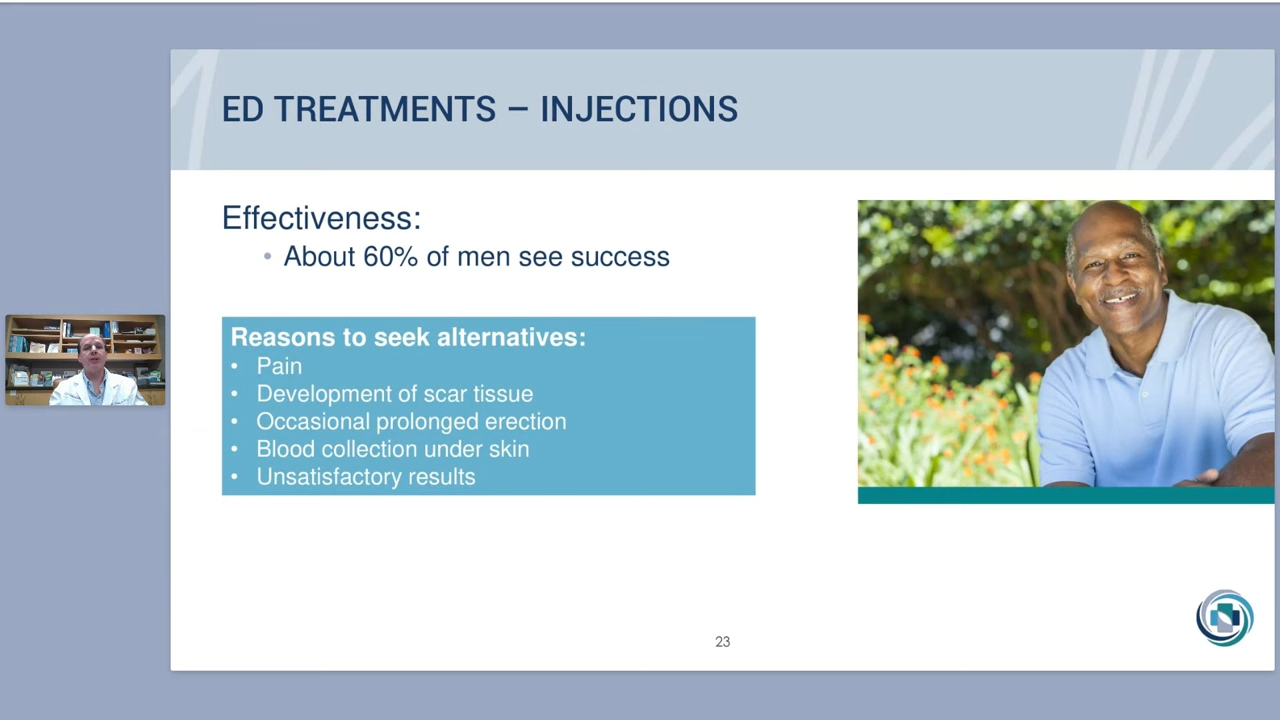 ED TREATMENTS – INJECTIONS
Effectiveness:
• About 60% of men see success
Reasons to seek alternatives:
• Pain
• Development of scar tissue
• Occasional prolonged erection
• Blood collection under skin
• Unsatisfactory results
23